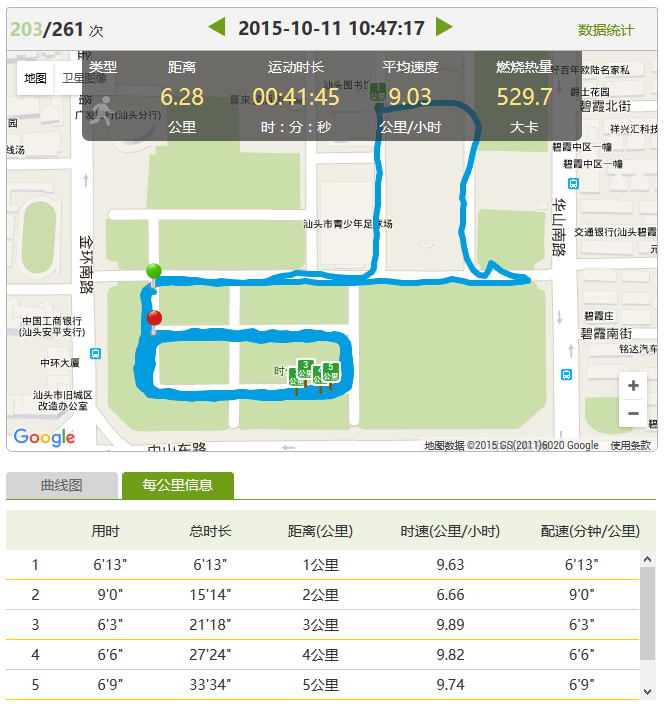 203/261 次
2015-10-11 10:47:17
数据统计
地图 卫星图像
类型 距离 运动时长 平均速度 燃烧热量
6.28 00:41:45 9.03 529.7
公里 时：分：秒 公里/小时 大卡
好百年欧陆名家私
爵士花园
碧霞北街
汕头图书馆
广发银行(汕头分行)
祥兴汇科技
碧霞中区一幢
碧霞中区一幢
汕头市青少年足球场
华山南路
交通银行(汕头碧霞
金环南路
中国工商银行
(汕头安平支行)
中环大厦
汕头市旧城区
改造办公室
碧霞庄
碧霞南街
铭达汽车
3
公里
5
公里
中山东路
Google
地图数据 ©2015 GS(2011)6020 Google 使用条款
曲线图 每公里信息
用时 总时长 距离(公里) 时速(公里/小时) 配速(分钟/公里)
1 6'13" 6'13" 1公里 9.63 6'13"
2 9'0" 15'14" 2公里 6.66 9'0"
3 6'3" 21'18" 3公里 9.89 6'3"
4 6'6" 27'24" 4公里 9.82 6'6"
5 6'9" 33'34" 5公里 9.74 6'9"